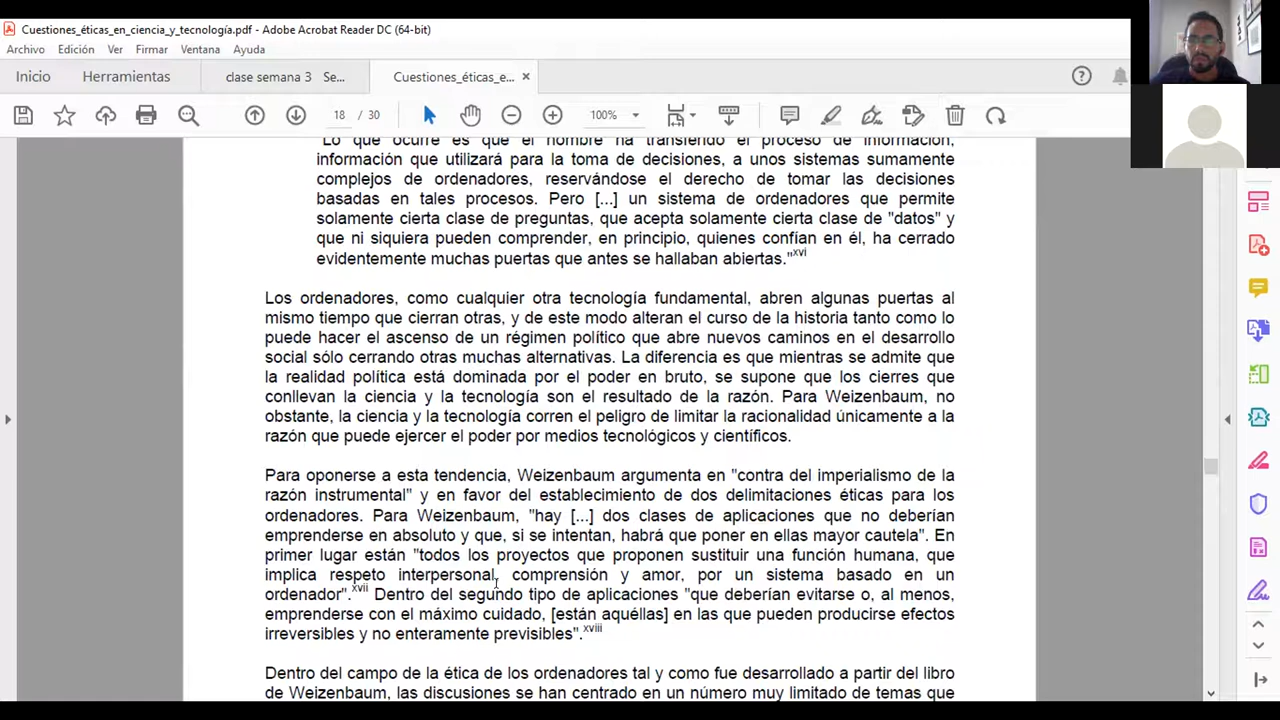 Cuestiones_éticas_en_ciencia_y_tecnología.pdf - Adobe Acrobat Reader DC (64-bit)
Archivo Edición Ver Firmar Ventana Ayuda
Inicio Herramientas clase semana 3 Se... Cuestiones_éticas_e... ×
18 / 30 100%
"Lo que ocurre es que el hombre ha transferido el proceso de información,
información que utilizará para la toma de decisiones, a unos sistemas sumamente
complejos de ordenadores, reservándose el derecho de tomar las decisiones
basadas en tales procesos. Pero [...] un sistema de ordenadores que permite
solamente cierta clase de preguntas, que acepta solamente cierta clase de "datos" y
que ni siquiera pueden comprender, en principio, quienes confían en él, ha cerrado
evidentemente muchas puertas que antes se hallaban abiertas."xvi
Los ordenadores, como cualquier otra tecnología fundamental, abren algunas puertas al
mismo tiempo que cierran otras, y de este modo alteran el curso de la historia tanto como lo
puede hacer el ascenso de un régimen político que abre nuevos caminos en el desarrollo
social sólo cerrando otras muchas alternativas. La diferencia es que mientras se admite que
la realidad política está dominada por el poder en bruto, se supone que los cierres que
conllevan la ciencia y la tecnología son el resultado de la razón. Para Weizenbaum, no
obstante, la ciencia y la tecnología corren el peligro de limitar la racionalidad únicamente a la
razón que puede ejercer el poder por medios tecnológicos y científicos.
Para oponerse a esta tendencia, Weizenbaum argumenta en "contra del imperialismo de la
razón instrumental" y en favor del establecimiento de dos delimitaciones éticas para los
ordenadores. Para Weizenbaum, "hay [...] dos clases de aplicaciones que no deberían
emprenderse en absoluto y que, si se intentan, habrá que poner en ellas mayor cautela". En
primer lugar están "todos los proyectos que proponen sustituir una función humana, que
implica respeto interpersonal, comprensión y amor, por un sistema basado en un
ordenador".xvii Dentro del segundo tipo de aplicaciones "que deberían evitarse o, al menos,
emprenderse con el máximo cuidado, [están aquéllas] en las que pueden producirse efectos
irreversibles y no enteramente previsibles".xviii
Dentro del campo de la ética de los ordenadores tal y como fue desarrollado a partir del libro
de Weizenbaum, las discusiones se han centrado en un número muy limitado de temas que